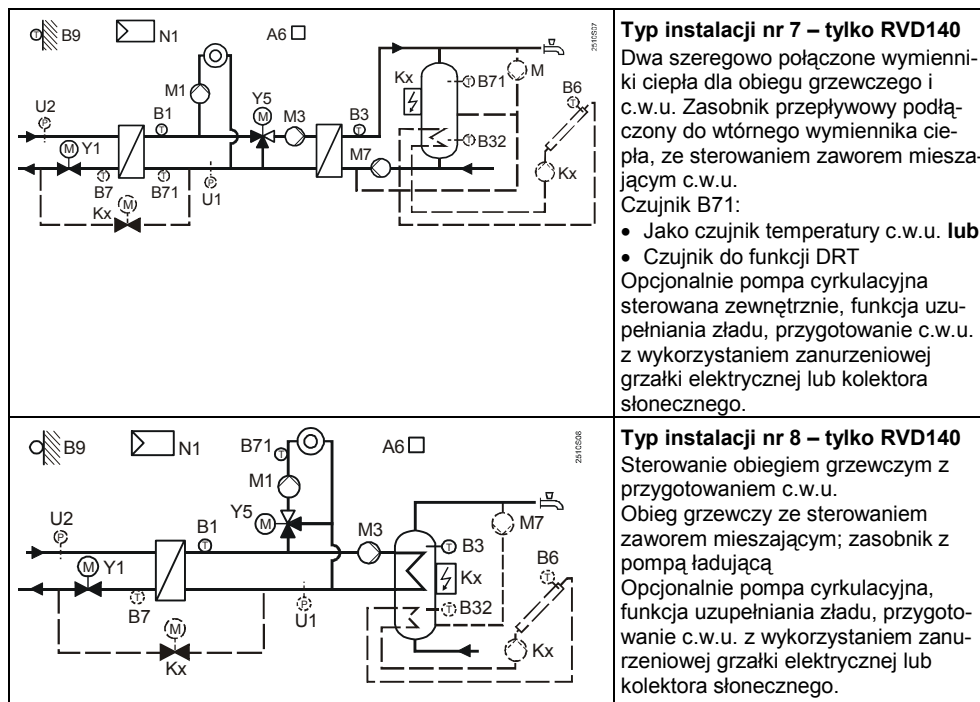 B9
N1
A6
2510S07
U2
M1
B1
Y5
M3
B3
Kx
B71
M
B6
B32
Y1
M7
B7
B71
U1
Kx
Kx
Typ instalacji nr 7 – tylko RVD140
Dwa szeregowo połączone wymienni-
ki ciepła dla obiegu grzewczego i
c.w.u. Zasobnik przepływowy podłą-
czony do wtórnego wymiennika cie-
pła, ze sterowaniem zaworem miesza-
jącym c.w.u.
Czujnik B71:
• Jako czujnik temperatury c.w.u. lub
• Czujnik do funkcji DRT
Opcjonalnie pompa cyrkulacyjna
sterowana zewnętrznie, funkcja uzu-
pełniania zładu, przygotowanie c.w.u.
z wykorzystaniem zanurzeniowej
grzałki elektrycznej lub kolektora
słonecznego.
B9
N1
B71
A6
2510S08
M1
U2
B1
Y5
M3
M7
B3
B6
Y1
Kx
B7
U1
B32
Kx
Kx
Typ instalacji nr 8 – tylko RVD140
Sterowanie obiegiem grzewczym z
przygotowaniem c.w.u.
Obieg grzewczy ze sterowaniem
zaworem mieszającym; zasobnik z
pompą ładującą
Opcjonalnie pompa cyrkulacyjna,
funkcja uzupełniania zładu, przygoto-
wanie c.w.u. z wykorzystaniem zanu-
rzeniowej grzałki elektrycznej lub
kolektora słonecznego.